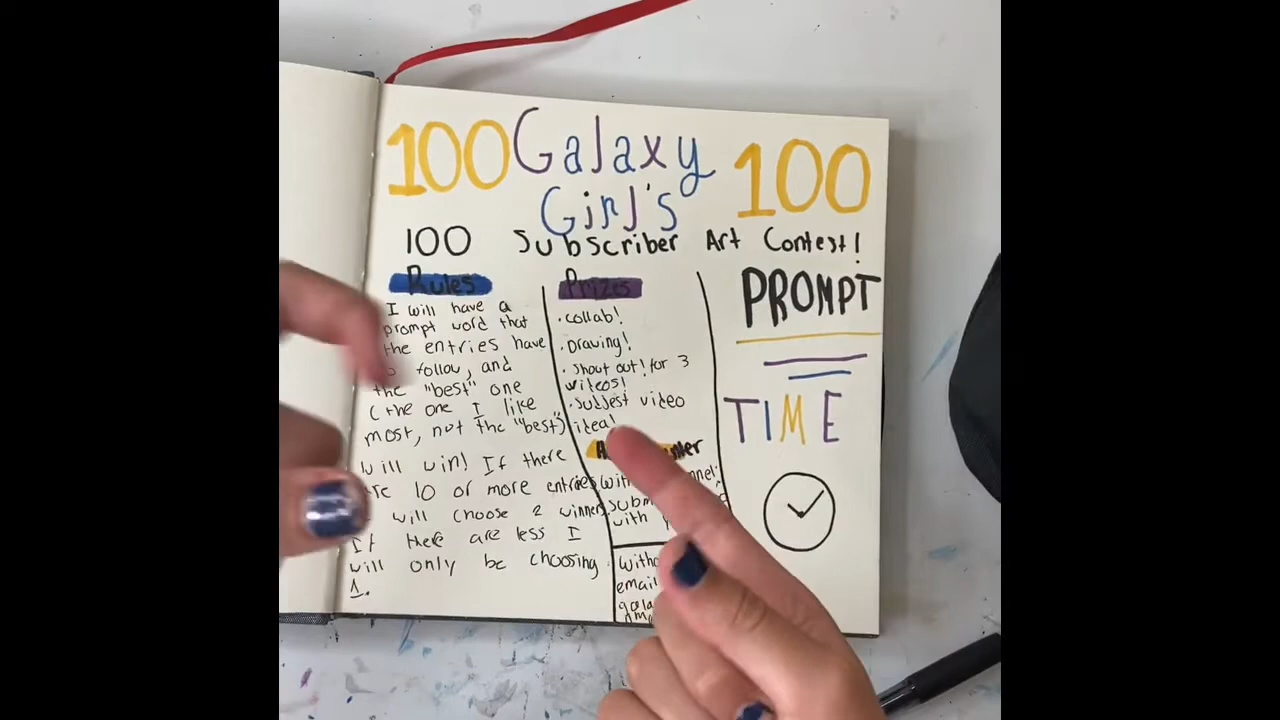 100 Galaxy 100
Girl's
100 Subscriber Art Contest!
Rules
I will have a
prompt word that
the entries have
follow, and
the "best" one
(the one I like
most, not the "best")
will win! If there
10 or more entries
will choose 2 winners
If there are less I
will only be choosing
1.
Prizes
·collab!
·Drawing!
·Shout out! for 3
videos!
·Suggest video
idea!
with
with
email
PROMPT
TIME